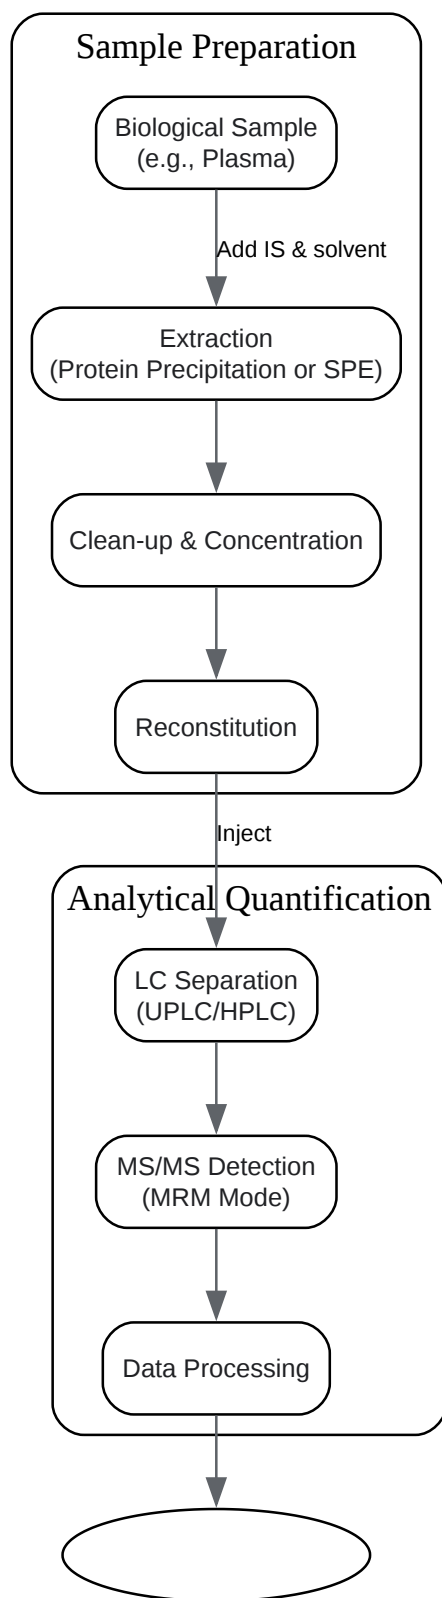 Sample Preparation
Biological Sample
(e.g., Plasma)
Add IS & solvent
Extraction
(Protein Precipitation or SPE)
Clean-up & Concentration
Reconstitution
Inject
Analytical Quantification
LC Separation
(UPLC/HPLC)
MS/MS Detection
(MRM Mode)
Data Processing